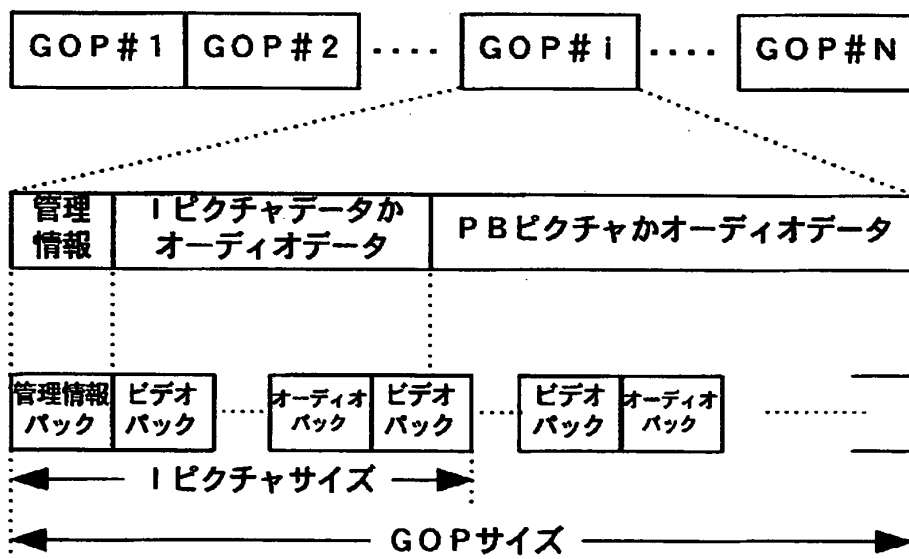 GOP#1 GOP#2 ‥‥ GOP#i ‥‥ GOP#N
管理
情報
Iピクチャデータか
オーディオデータ
PBピクチャかオーディオデータ
管理情報
パック
ビデオ
パック
オーディオ
パック
ビデオ
パック
ビデオ
パック
オーディオ
パック
Iピクチャサイズ
GOPサイズ